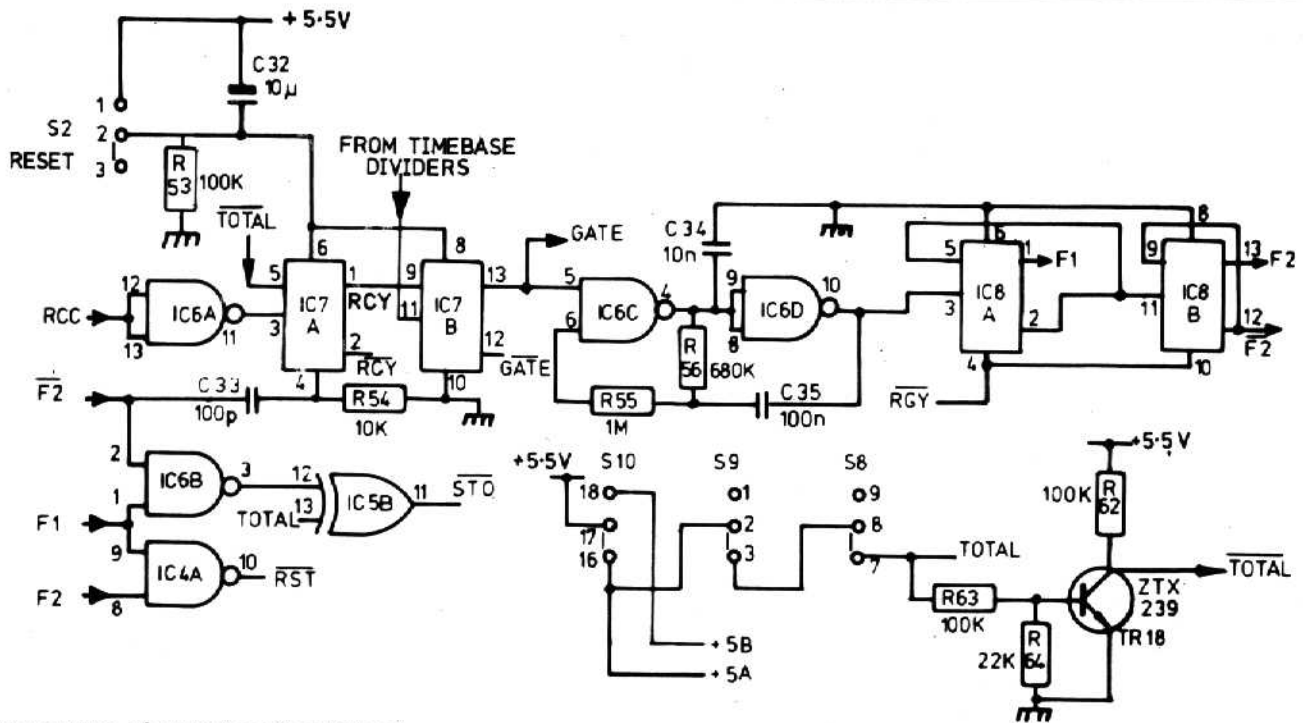 +5·5V
C32
10µ
1
S2
2
RESET
3
R
53
100K
FROM TIMEBASE
DIVIDERS
TOTAL
6
8
5
1
9
13
GATE
12
RCC
IC6A
3
IC7
A
RCY
11
IC7
B
13
11
2
RCY
12
GATE
4
10
F2
C33
100p
R54
10K
5
IC6C
4
6
C34
10n
9
IC6D
10
8
R
56
680K
R55
1M
C35
100n
6
8
5
1
F1
9
13
F2
3
IC8
A
2
11
IC8
B
12
F2
4
10
RGY
2
IC6B
3
12
1
13
IC5B
11
STO
TOTAL
F1
9
IC4A
10
RST
F2
8
+5·5V
S10
S9
S8
18
1
9
17
2
8
16
3
7
TOTAL
+5B
+5A
R63
100K
R
64
22K
+5·5V
100K
R
62
TOTAL
ZTX
239
TR18